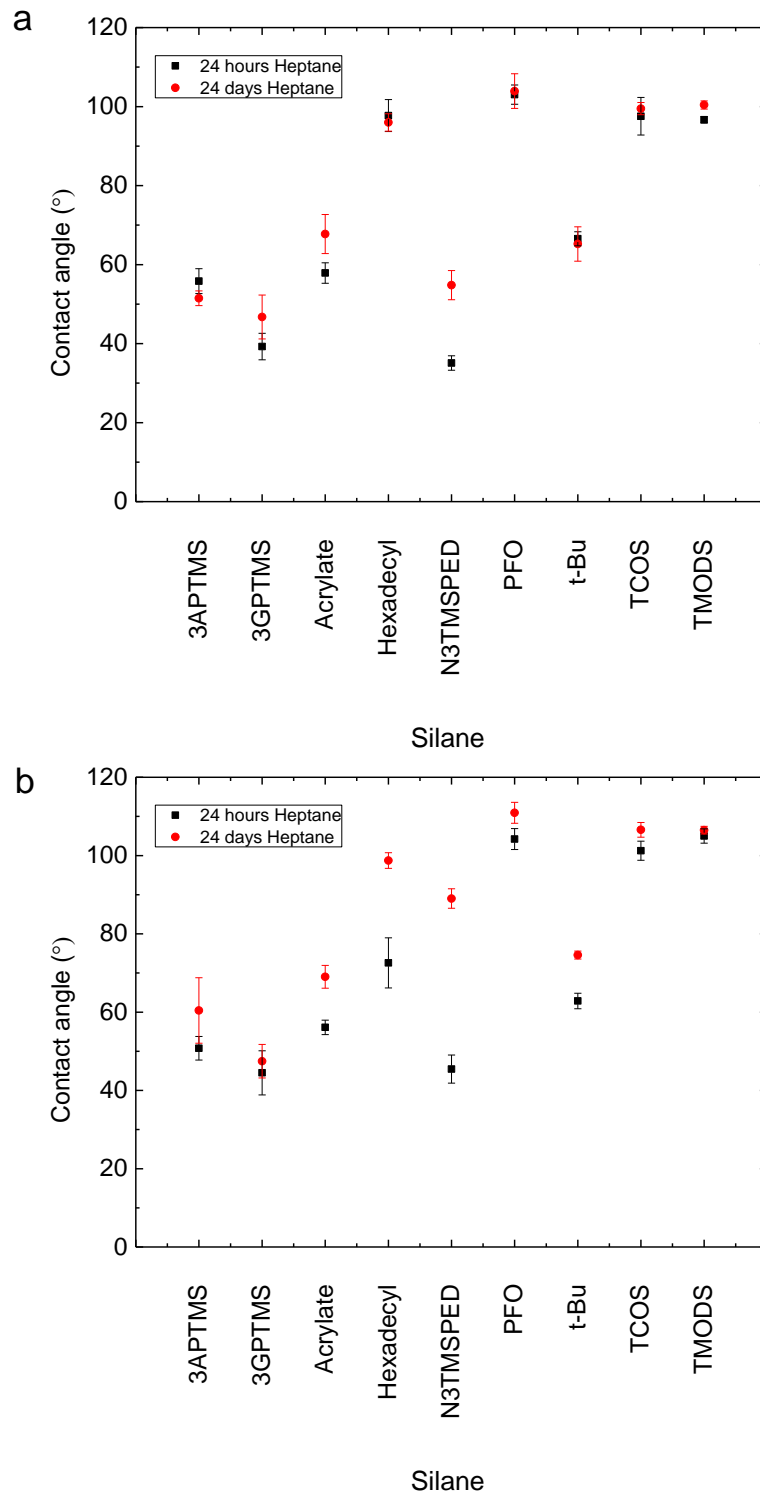 a
120
100
80
60
40
20
0
Contact angle (°)
24 hours Heptane
24 days Heptane
3APTMS
3GPTMS
Acrylate
Hexadecyl
N3TMSPED
PFO
t-Bu
TCOS
TMODS
Silane
b
120
100
80
60
40
20
0
Contact angle (°)
24 hours Heptane
24 days Heptane
3APTMS
3GPTMS
Acrylate
Hexadecyl
N3TMSPED
PFO
t-Bu
TCOS
TMODS
Silane